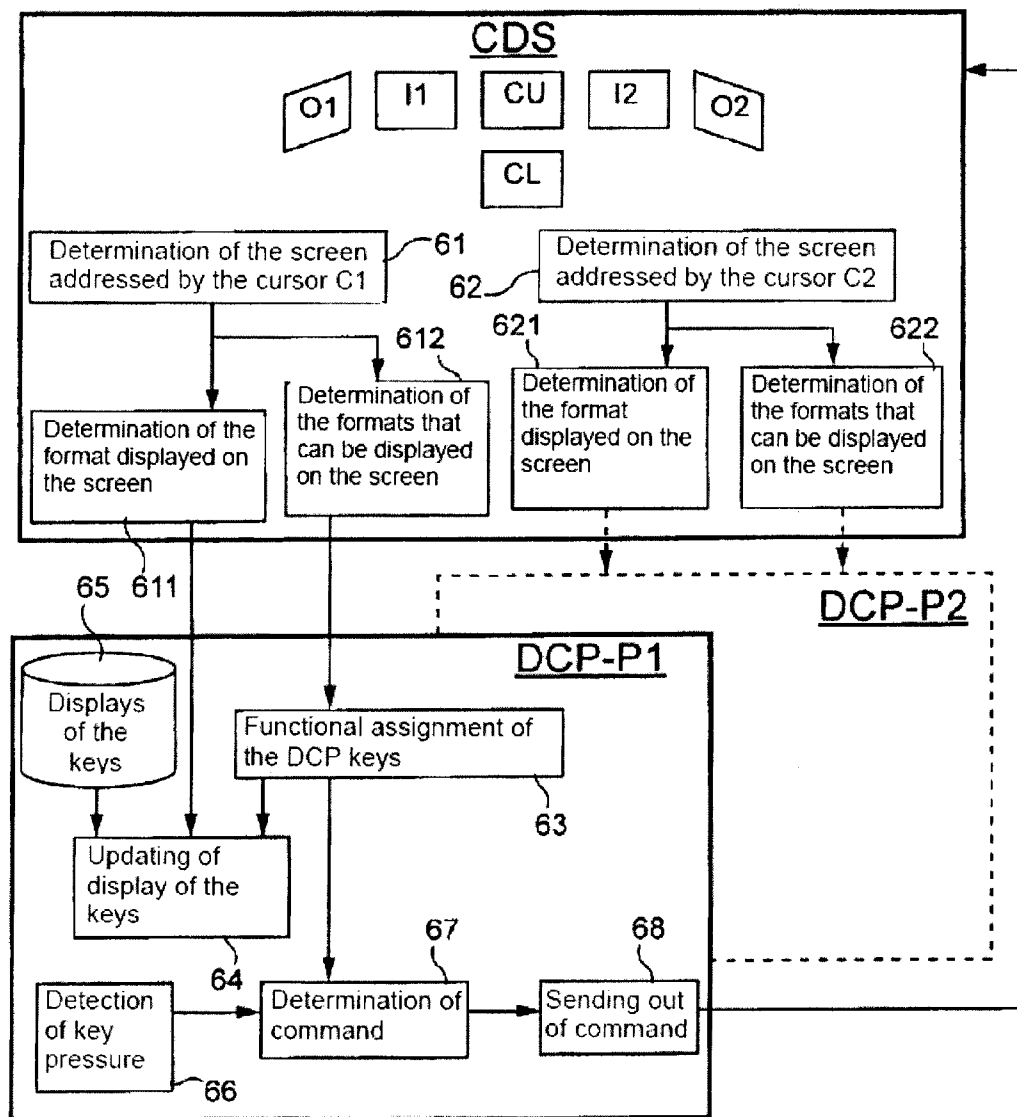 CDS
O1
I1
CU
I2
O2
CL
Determination of the screen
addressed by the cursor C1
61
Determination of the screen
addressed by the cursor C2
62
612
621
622
Determination of the
format displayed on
the screen
Determination of
the formats that
can be displayed
on the screen
Determination of
the format
displayed on the
screen
Determination of
the formats that
can be displayed
on the screen
611
65
DCP-P2
DCP-P1
Displays
of the
keys
Functional assignment of
the DCP keys
63
Updating of
display of the
keys
64
67
68
Detection
of key
pressure
66
Determination of
command
Sending out
of command